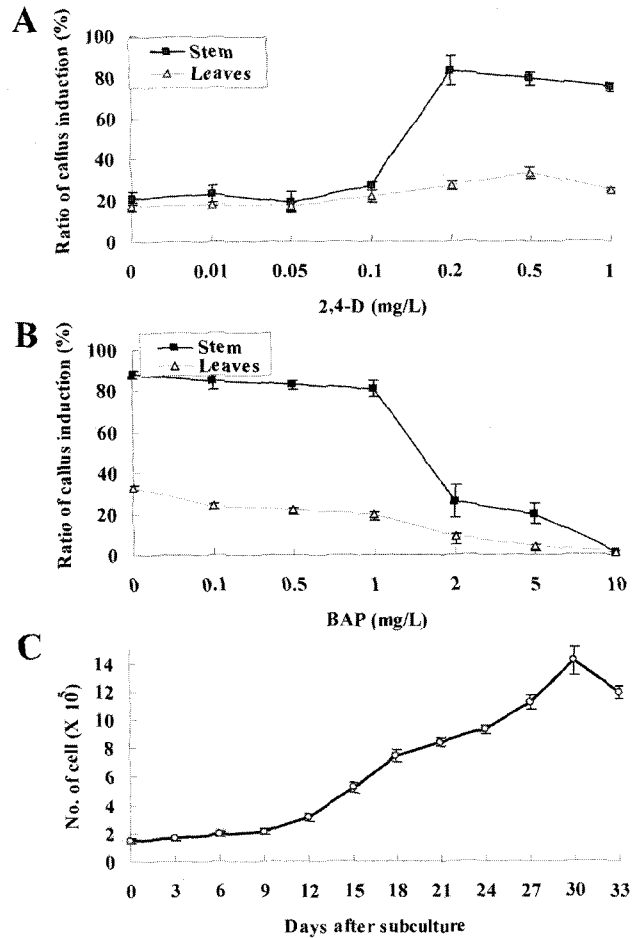 A
Ratio of callus induction (%)
100
80
60
40
20
0
Stem
Leaves
0 0.01 0.05 0.1 0.2 0.5 1
2,4-D (mg/L)
B
Ratio of callus induction (%)
100
80
60
40
20
0
Stem
Leaves
0 0.1 0.5 1 2 5 10
BAP (mg/L)
C
No. of cell (X 10^5)
14
12
10
8
6
4
2
0
0 3 6 9 12 15 18 21 24 27 30 33
Days after subculture